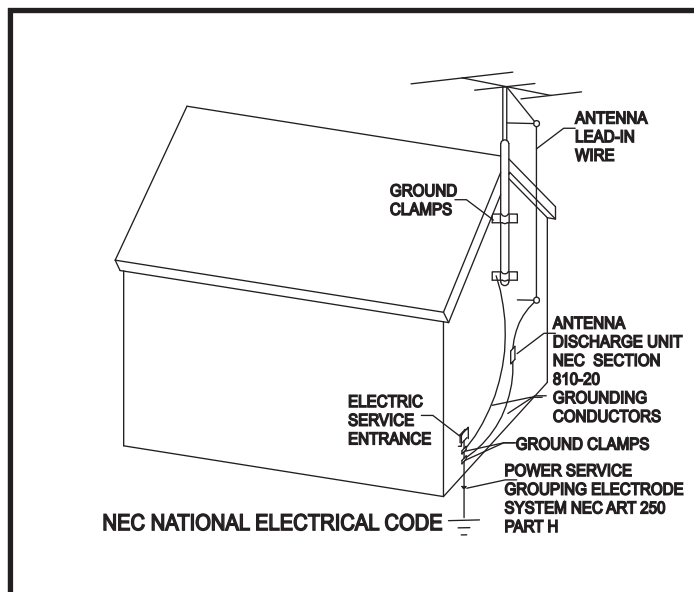 ANTENNA
LEAD-IN
WIRE
GROUND
CLAMPS
ANTENNA
DISCHARGE UNIT
NEC SECTION
810-20
GROUNDING
CONDUCTORS
ELECTRIC
SERVICE
ENTRANCE
GROUND CLAMPS
POWER SERVICE
GROUPING ELECTRODE
SYSTEM NEC ART 250
PART H
NEC NATIONAL ELECTRICAL CODE